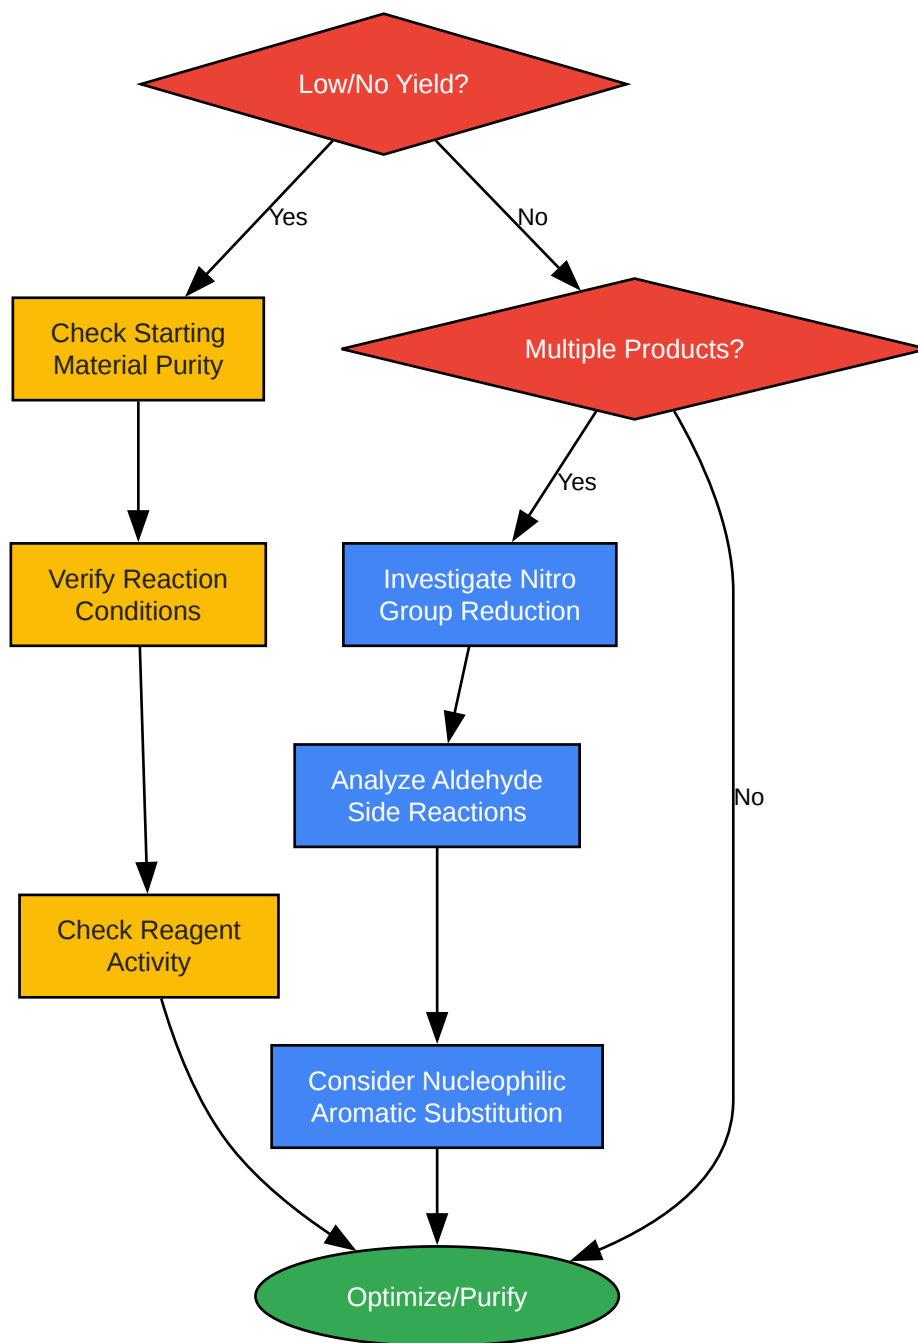 Low/No Yield?
Yes
No
Check Starting
Material Purity
Multiple Products?
Yes
Verify Reaction
Conditions
Investigate Nitro
Group Reduction
Analyze Aldehyde
Side Reactions
No
Check Reagent
Activity
Consider Nucleophilic
Aromatic Substitution
Optimize/Purify